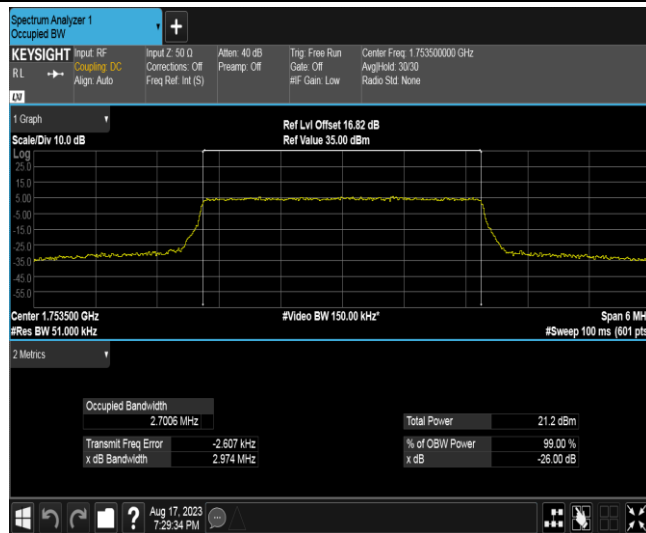 Spectrum Analyzer 1
Occupied BW
+
KEYSIGHT
RL
LXI
Input: RF
Coupling: DC
Align: Auto
Input Z: 50 Ω
Corrections: Off
Freq Ref: Int (S)
Atten: 40 dB
Preamp: Off
Trig: Free Run
Gate: Off
#IF Gain: Low
Center Freq: 1.753500000 GHz
Avg|Hold: 30/30
Radio Std: None
1 Graph
Scale/Div 10.0 dB
Ref Lvl Offset 16.82 dB
Ref Value 35.00 dBm
Log
25.0
15.0
5.00
-5.00
-15.0
-25.0
-35.0
-45.0
-55.0
Center 1.753500 GHz
#Res BW 51.000 kHz
#Video BW 150.00 kHz*
Span 6 MH
#Sweep 100 ms (601 pts
2 Metrics
Occupied Bandwidth
2.7006 MHz
Transmit Freq Error -2.607 kHz
x dB Bandwidth 2.974 MHz
Total Power 21.2 dBm
% of OBW Power 99.00 %
x dB -26.00 dB
?
Aug 17, 2023
7:29:34 PM